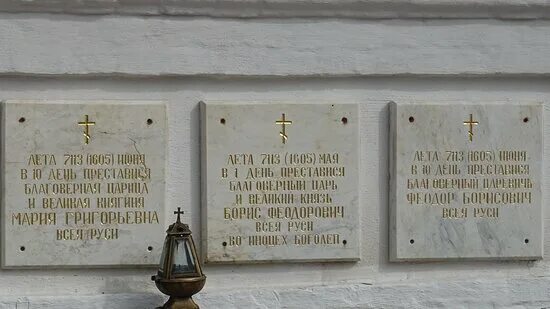 ЛЕТА 7113 (1605) ИЮНЯ
В 10 ДЕНЬ ПРЕСТАВИСЯ
БЛАГОВЕРНАЯ ЦАРИЦА
И ВЕЛИКАЯ КНЯГИНЯ
МАРИЯ ГРИГОРЬЕВНА
ВСЕЯ РУСИ
ЛЕТА 7113 (1605) МАЯ
В 1 ДЕНЬ ПРЕСТАВИСЯ
БЛАГОВЕРНЫЙ ЦАРЬ
И ВЕЛИКИЙ КНЯЗЬ
БОРИС ФЕОДОРОВИЧ
ВСЕЯ РУСИ
ВО ИНОЦЕХ БОГОЛЕП
ЛЕТА 7113 (1605) ИЮНЯ
В 10 ДЕНЬ ПРЕСТАВИСЯ
БЛАГОВЕРНЫЙ ЦАРЕВИЧЬ
ФЕОДОР БОРИСОВИЧ
ВСЕЯ РУСИ